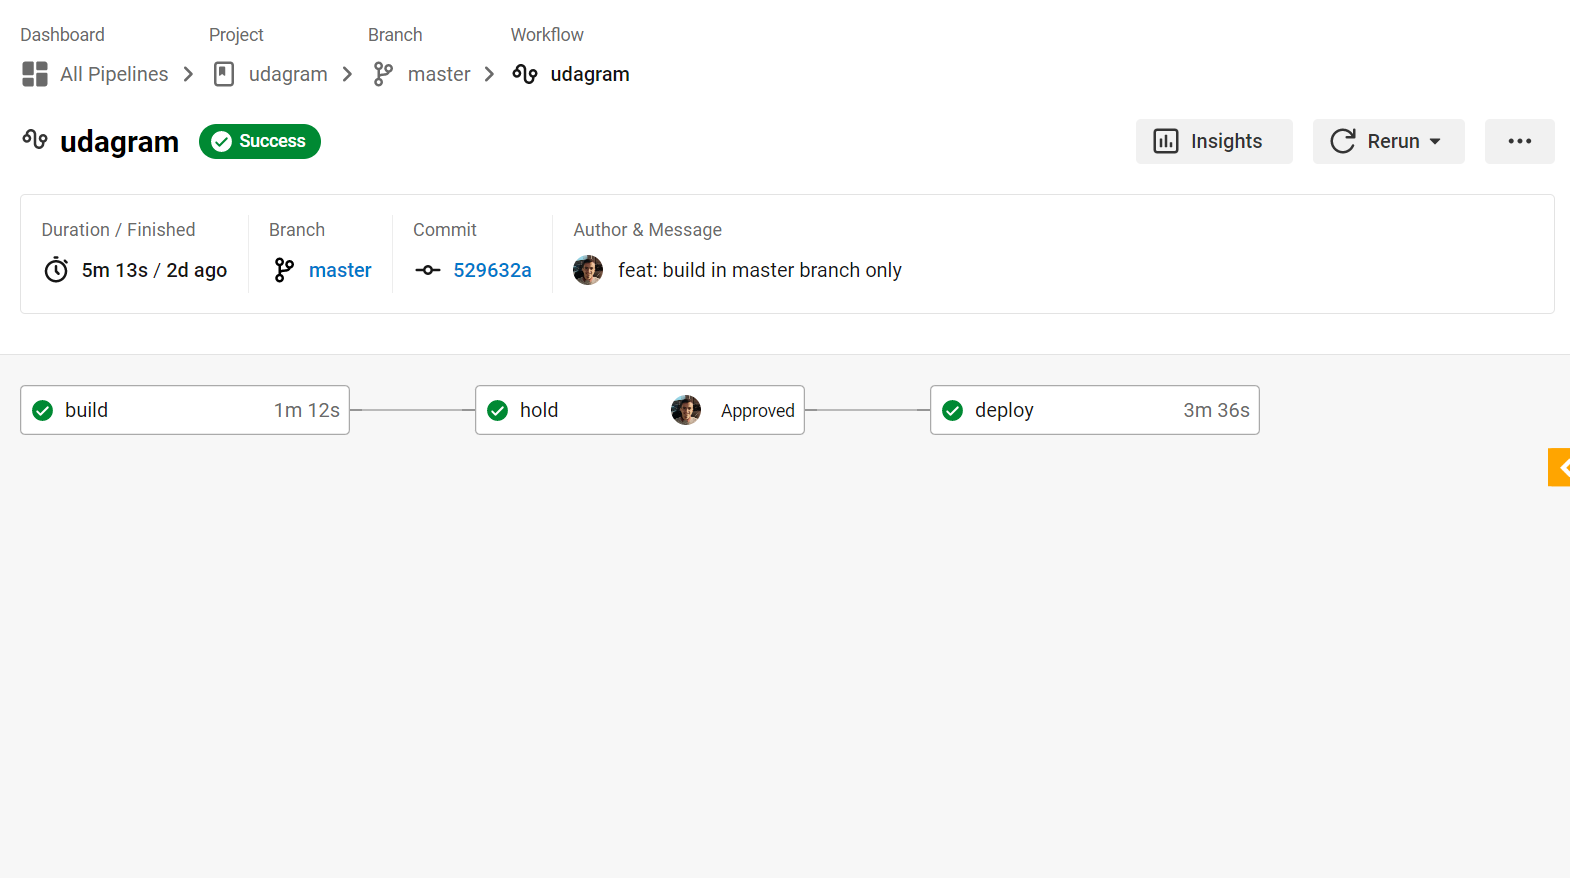 Dashboard Project Branch Workflow
All Pipelines udagram master udagram
udagram Success Insights Rerun
Duration / Finished Branch Commit Author & Message
5m 13s / 2d ago master 529632a feat: build in master branch only
build 1m 12s hold Approved deploy 3m 36s